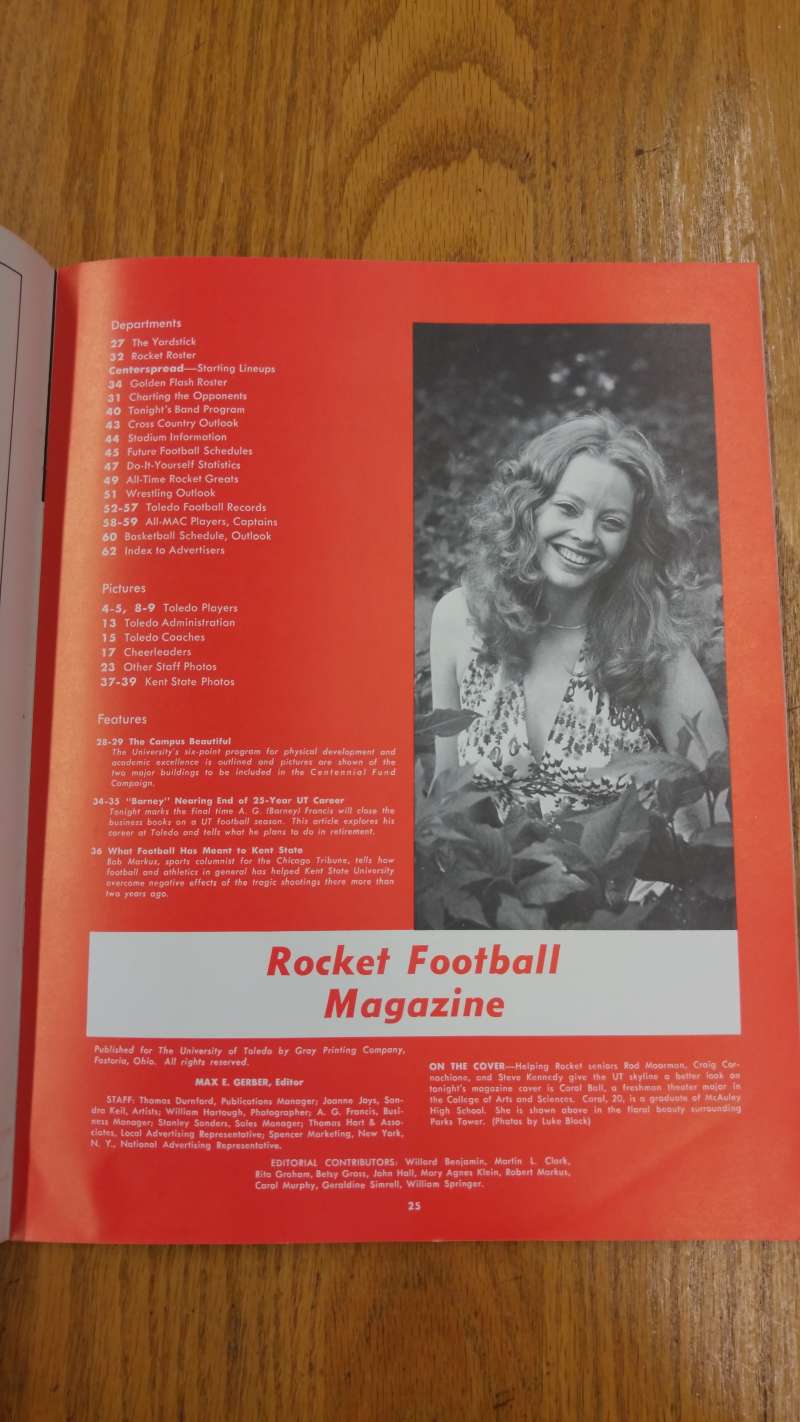 Departments
27 The Yardstick
32 Rocket Roster
Centerspread—Starting Lineups
34 Golden Flash Roster
31 Charting the Opponents
40 Tonight's Band Program
43 Cross Country Outlook
44 Stadium Information
45 Future Football Schedules
47 Do-It-Yourself Statistics
49 All-Time Rocket Greats
51 Wrestling Outlook
52-57 Toledo Football Records
58-59 All-MAC Players, Captains
60 Basketball Schedule, Outlook
62 Index to Advertisers
Pictures
4-5, 8-9 Toledo Players
13 Toledo Administration
15 Toledo Coaches
17 Cheerleaders
23 Other Staff Photos
37-39 Kent State Photos
Features
28-29 The Campus Beautiful
The University's six-point program for physical development and
academic excellence is outlined and pictures are shown of the
two major buildings to be included in the Centennial Fund
Campaign.
34-35 "Barney" Nearing End of 25-Year UT Career
Tonight marks the final time A. G. (Barney) Francis will close the
business books on a UT football season. This article explores his
career at Toledo and tells what he plans to do in retirement.
36 What Football Has Meant to Kent State
Bob Markus, sports columnist for the Chicago Tribune, tells how
football and athletics in general has helped Kent State University
overcome negative effects of the tragic shootings there more than
two years ago.
Rocket Football
Magazine
Published for The University of Toledo by Gray Printing Company,
Fostoria, Ohio. All rights reserved.
MAX E. GERBER, Editor
STAFF: Thomas Durnford, Publications Manager; Joanne Jays, San-
dra Keil, Artists; William Hartough, Photographer; A. G. Francis, Busi-
ness Manager; Stanley Sanders, Sales Manager; Thomas Hart & Asso-
ciates, Local Advertising Representative; Spencer Marketing, New York,
N. Y., National Advertising Representative.
ON THE COVER—Helping Rocket seniors Rod Moorman, Craig Cor-
nachione, and Steve Kennedy give the UT skyline a better look on
tonight's magazine cover is Carol Ball, a freshman theater major in
the College of Arts and Sciences. Carol, 20, is a graduate of McAuley
High School. She is shown above in the floral beauty surrounding
Parks Tower. (Photos by Luke Black)
EDITORIAL CONTRIBUTORS: Willard Benjamin, Martin L. Clark,
Rita Graham, Betsy Gross, John Hall, Mary Agnes Klein, Robert Markus,
Carol Murphy, Geraldine Simrell, William Springer.
25